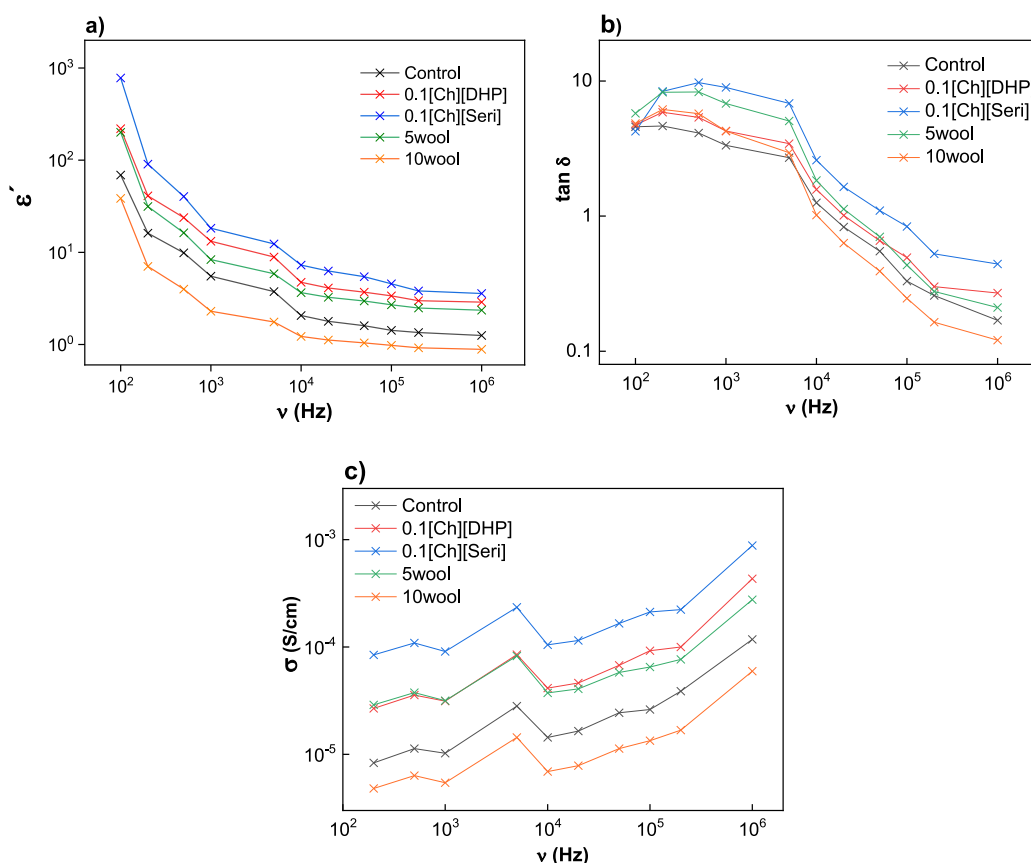 a)
10³
10²
10¹
10⁰
ε´
Control
0.1[Ch][DHP]
0.1[Ch][Seri]
5wool
10wool
10² 10³ 10⁴ 10⁵ 10⁶
ν (Hz)
b)
10
1
0.1
tan δ
Control
0.1[Ch][DHP]
0.1[Ch][Seri]
5wool
10wool
10² 10³ 10⁴ 10⁵ 10⁶
ν (Hz)
c)
10⁻³
10⁻⁴
10⁻⁵
σ (S/cm)
Control
0.1[Ch][DHP]
0.1[Ch][Seri]
5wool
10wool
10² 10³ 10⁴ 10⁵ 10⁶
ν (Hz)